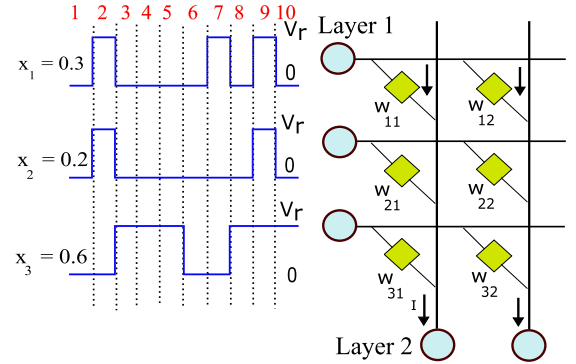 1 2 3 4 5 6 7 8 9 10
Vr
x1 = 0.3
0
Vr
x2 = 0.2
0
Vr
x3 = 0.6
0
Layer 1
w11
w12
w21
w22
w31
w32
I
Layer 2